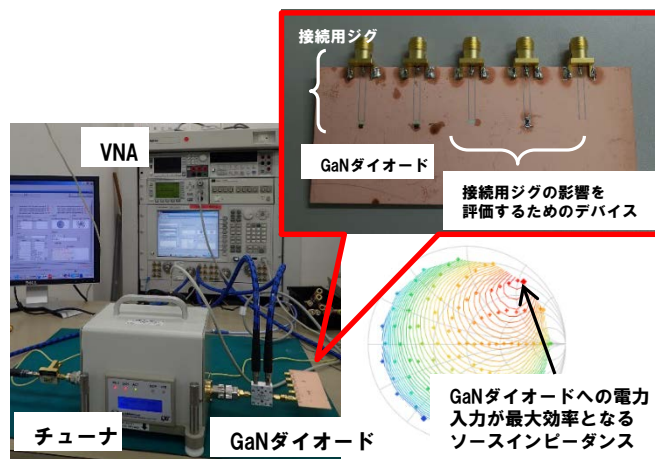 接続用ジグ
GaNダイオード
接続用ジグの影響を
評価するためのデバイス
VNA
DELL
チューナ
GaNダイオード
GaNダイオードへの電力
入力が最大効率となる
ソースインピーダンス